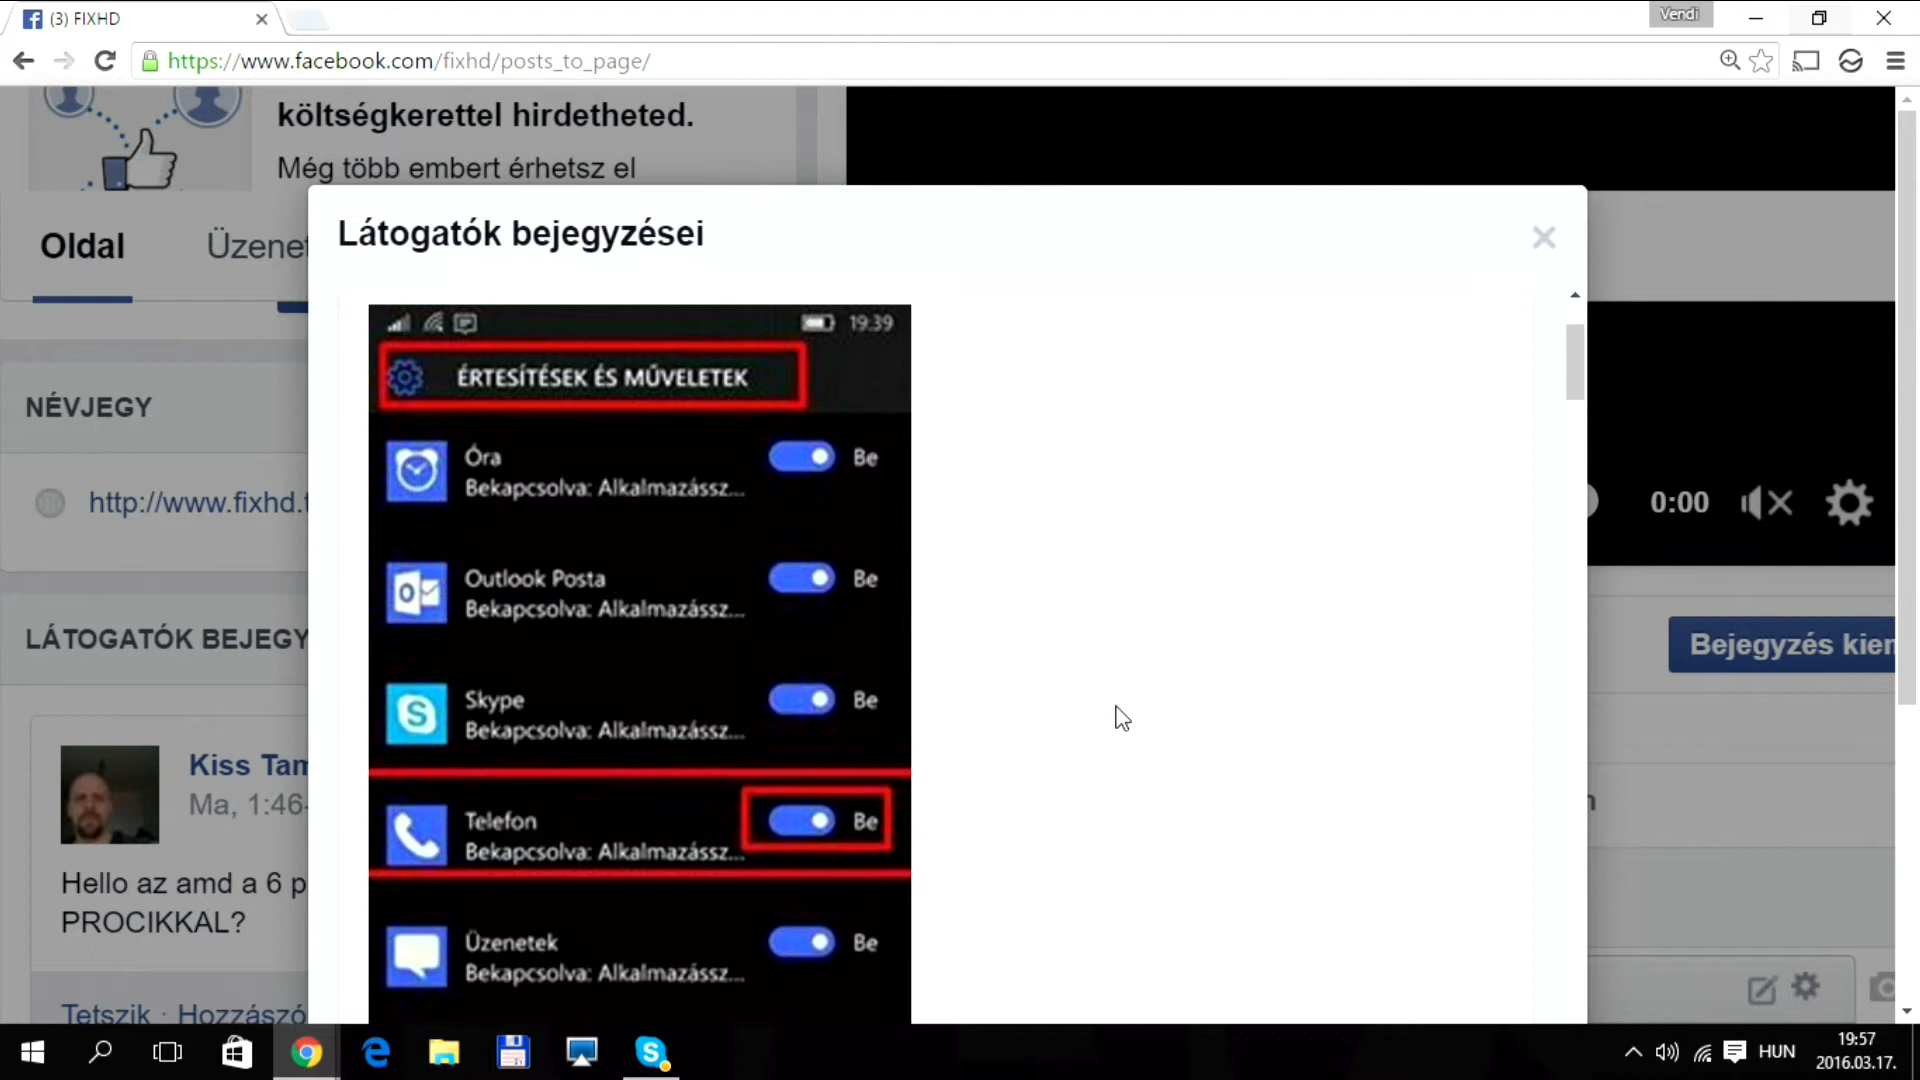 (3) FIXHD
Vendi
https://www.facebook.com/fixhd/posts_to_page/
költségkerettel hirdetheted.
Még több embert érhetsz el
Oldal
Üzenet
Látogatók bejegyzései
NÉVJEGY
http://www.fixhd.
LÁTOGATÓK BEJEGY
Kiss Tam
Ma, 1:46
Hello az amd a 6 p
PROCIKKAL?
Tetszik · Hozzászó
19:39
ÉRTESÍTÉSEK ÉS MŰVELETEK
Óra
Be
Bekapcsolva: Alkalmazássz...
Outlook Posta
Be
Bekapcsolva: Alkalmazássz...
Skype
Be
Bekapcsolva: Alkalmazássz...
Telefon
Be
Bekapcsolva: Alkalmazássz...
Üzenetek
Be
Bekapcsolva: Alkalmazássz...
0:00
Bejegyzés kien
HUN
19:57
2016.03.17.